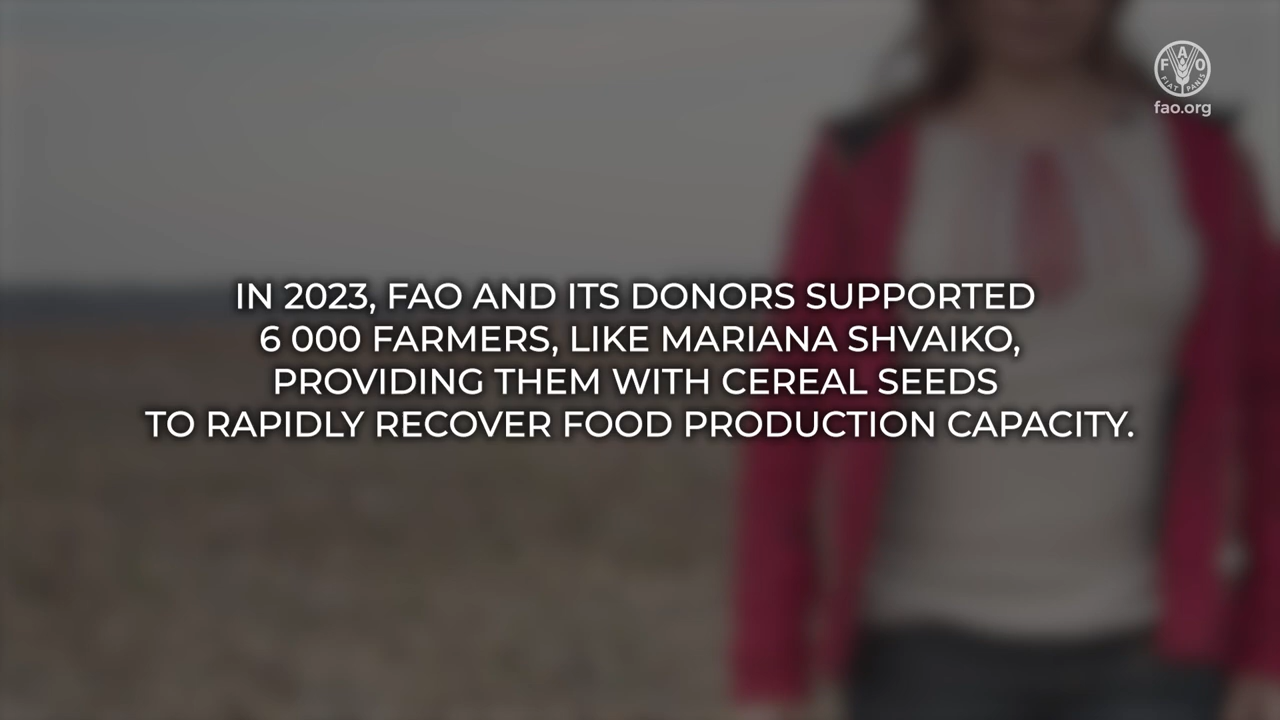 FAO
FIAT PANIS
fao.org
IN 2023, FAO AND ITS DONORS SUPPORTED
6 000 FARMERS, LIKE MARIANA SHVAIKO,
PROVIDING THEM WITH CEREAL SEEDS
TO RAPIDLY RECOVER FOOD PRODUCTION CAPACITY.